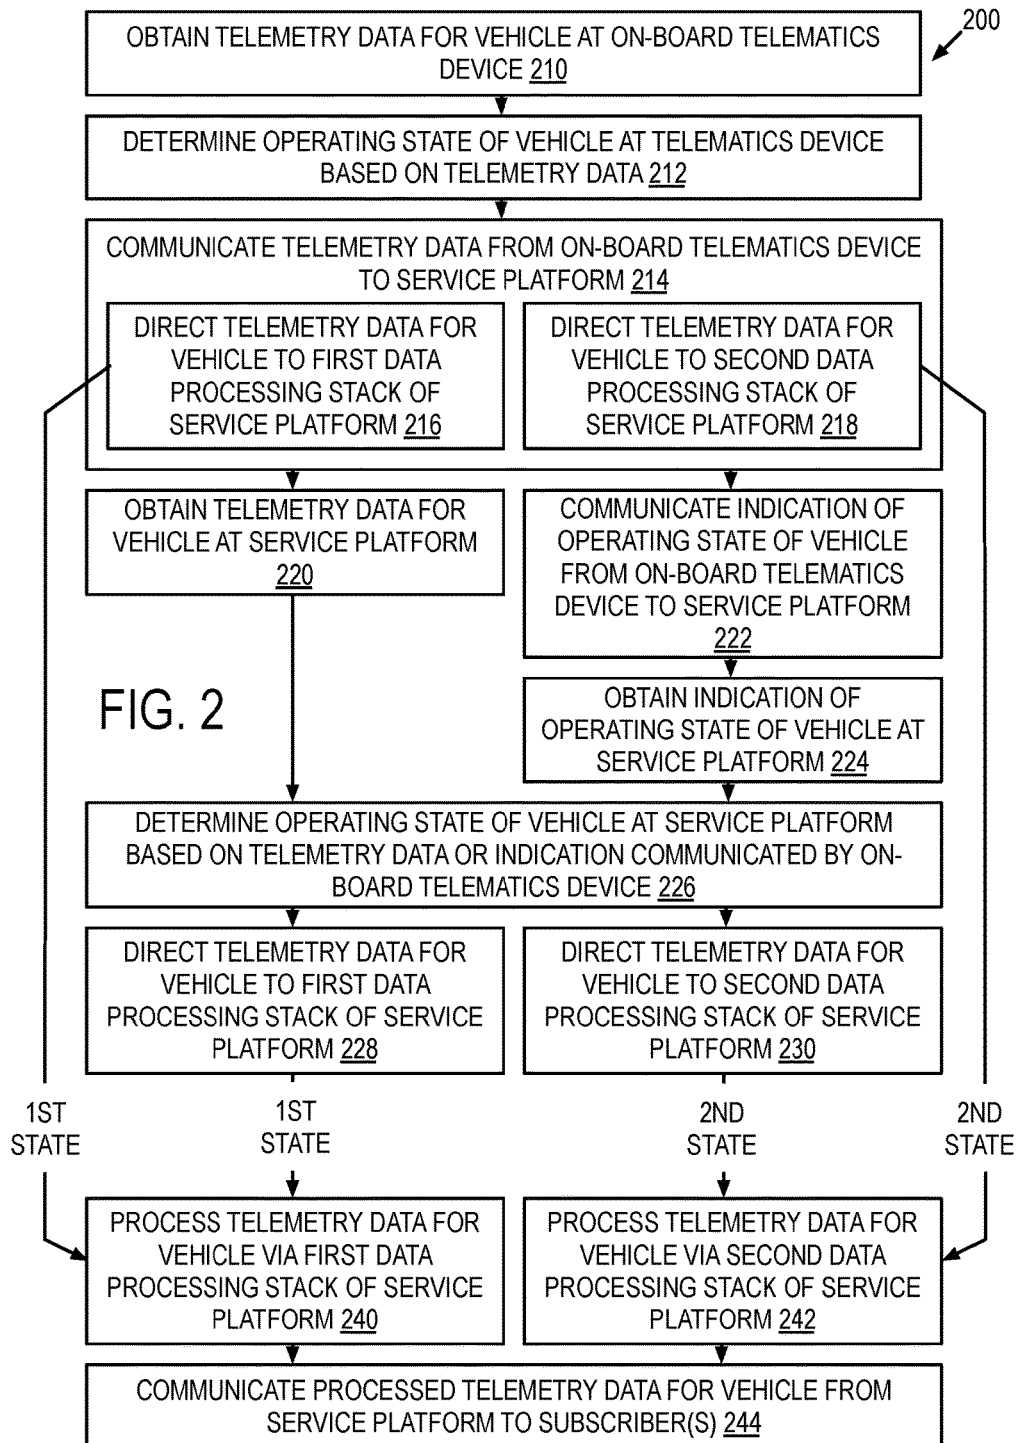 200
OBTAIN TELEMETRY DATA FOR VEHICLE AT ON-BOARD TELEMATICS
DEVICE 210
DETERMINE OPERATING STATE OF VEHICLE AT TELEMATICS DEVICE
BASED ON TELEMETRY DATA 212
COMMUNICATE TELEMETRY DATA FROM ON-BOARD TELEMATICS DEVICE
TO SERVICE PLATFORM 214
DIRECT TELEMETRY DATA FOR
VEHICLE TO FIRST DATA
PROCESSING STACK OF
SERVICE PLATFORM 216
DIRECT TELEMETRY DATA FOR
VEHICLE TO SECOND DATA
PROCESSING STACK OF
SERVICE PLATFORM 218
OBTAIN TELEMETRY DATA FOR
VEHICLE AT SERVICE PLATFORM
220
COMMUNICATE INDICATION OF
OPERATING STATE OF VEHICLE
FROM ON-BOARD TELEMATICS
DEVICE TO SERVICE PLATFORM
222
FIG. 2
OBTAIN INDICATION OF
OPERATING STATE OF VEHICLE AT
SERVICE PLATFORM 224
DETERMINE OPERATING STATE OF VEHICLE AT SERVICE PLATFORM
BASED ON TELEMETRY DATA OR INDICATION COMMUNICATED BY ON-
BOARD TELEMATICS DEVICE 226
DIRECT TELEMETRY DATA FOR
VEHICLE TO FIRST DATA
PROCESSING STACK OF SERVICE
PLATFORM 228
DIRECT TELEMETRY DATA FOR
VEHICLE TO SECOND DATA
PROCESSING STACK OF SERVICE
PLATFORM 230
1ST
STATE
1ST
STATE
2ND
STATE
2ND
STATE
PROCESS TELEMETRY DATA FOR
VEHICLE VIA FIRST DATA
PROCESSING STACK OF SERVICE
PLATFORM 240
PROCESS TELEMETRY DATA FOR
VEHICLE VIA SECOND DATA
PROCESSING STACK OF SERVICE
PLATFORM 242
COMMUNICATE PROCESSED TELEMETRY DATA FOR VEHICLE FROM
SERVICE PLATFORM TO SUBSCRIBER(S) 244